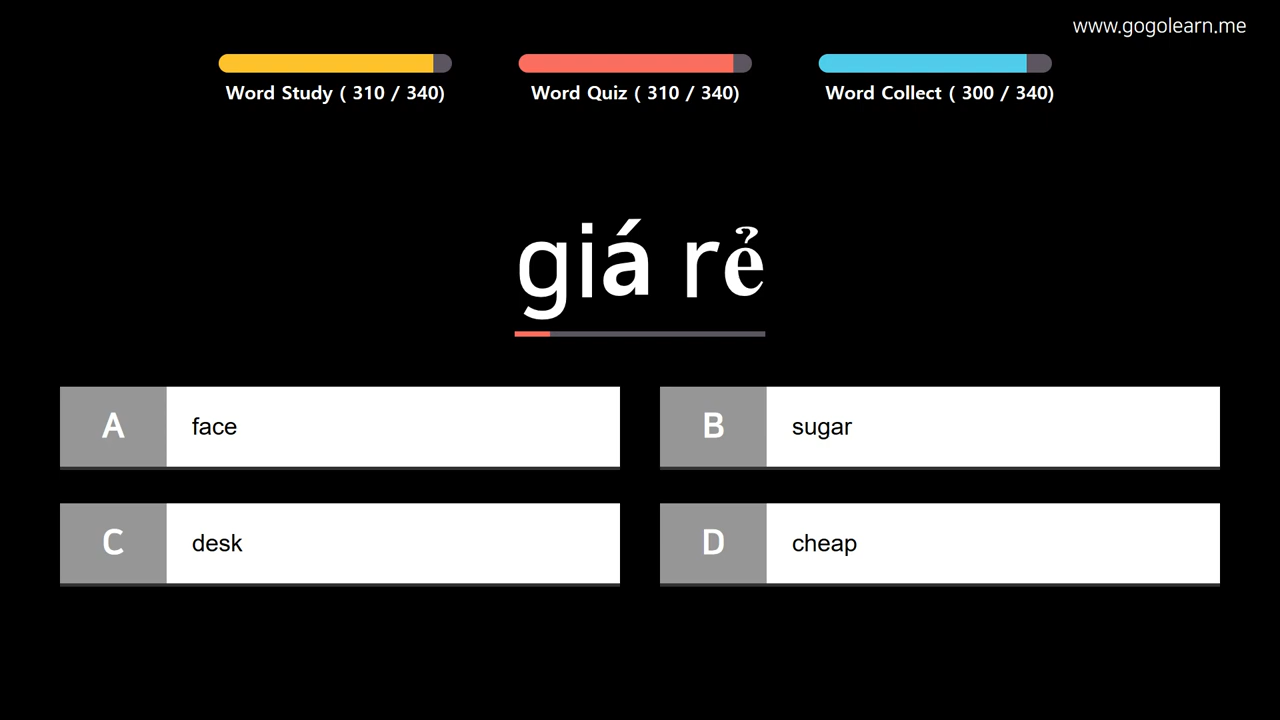 www.gogolearn.me
Word Study ( 310 / 340)
Word Quiz ( 310 / 340)
Word Collect ( 300 / 340)
giá rẻ
A face
B sugar
C desk
D cheap